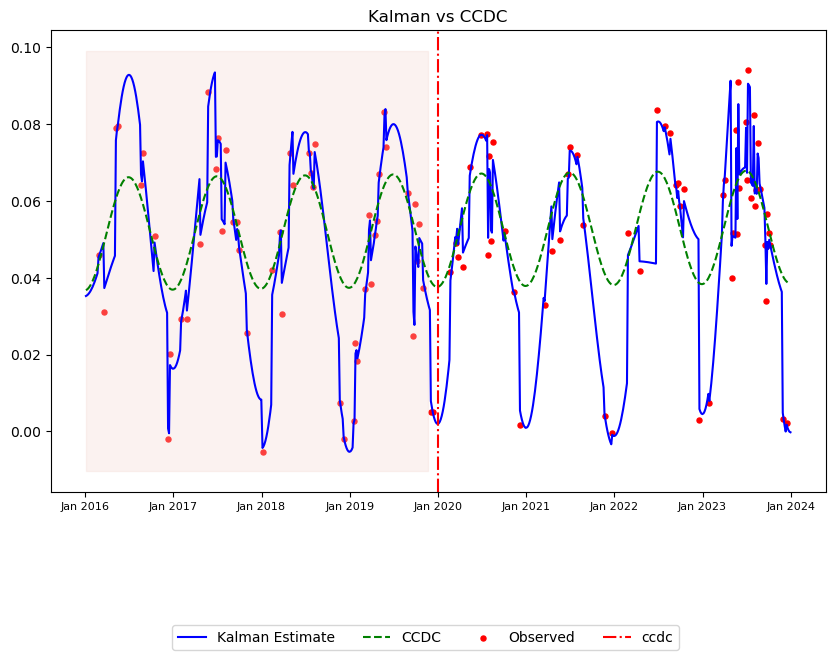 Kalman vs CCDC
0.10
0.08
0.06
0.04
0.02
0.00
Jan 2016 Jan 2017 Jan 2018 Jan 2019 Jan 2020 Jan 2021 Jan 2022 Jan 2023 Jan 2024
Kalman Estimate CCDC Observed ccdc